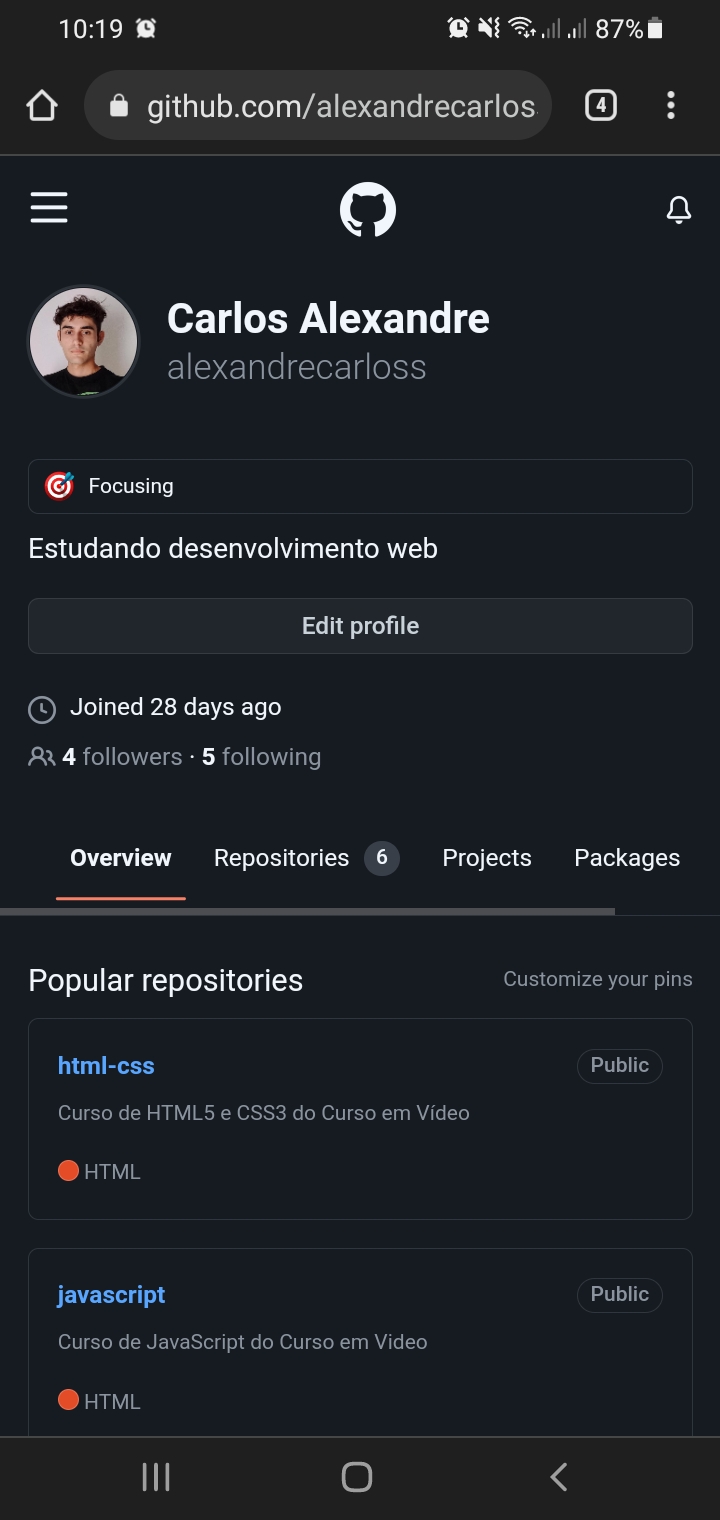 10:19
87%
github.com/alexandrecarlos
4
Carlos Alexandre
alexandrecarloss
Focusing
Estudando desenvolvimento web
Edit profile
Joined 28 days ago
4 followers · 5 following
Overview Repositories 6 Projects Packages
Popular repositories
Customize your pins
html-css
Public
Curso de HTML5 e CSS3 do Curso em Vídeo
HTML
javascript
Public
Curso de JavaScript do Curso em Video
HTML